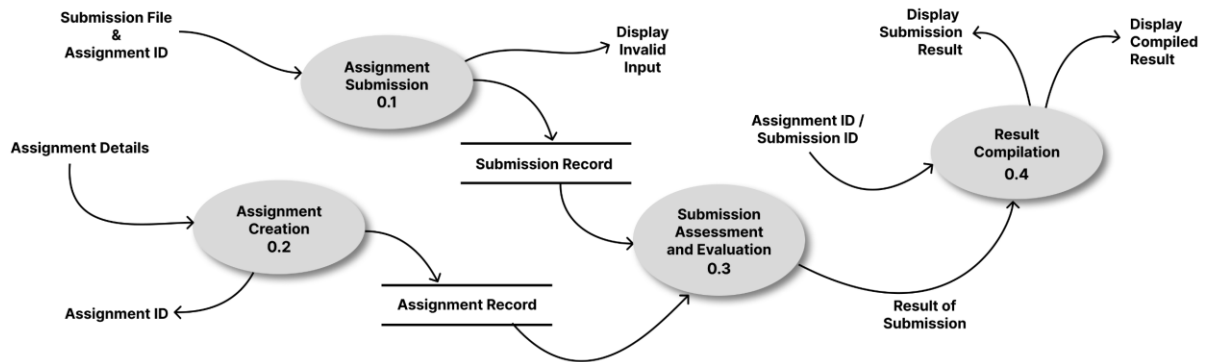 Submission File
&
Assignment ID
Assignment
Submission
0.1
Display
Invalid
Input
Display
Submission
Result
Display
Compiled
Result
Assignment Details
Assignment
Creation
0.2
Submission Record
Assignment ID /
Submission ID
Result
Compilation
0.4
Submission
Assessment
and Evaluation
0.3
Assignment ID
Assignment Record
Result of
Submission